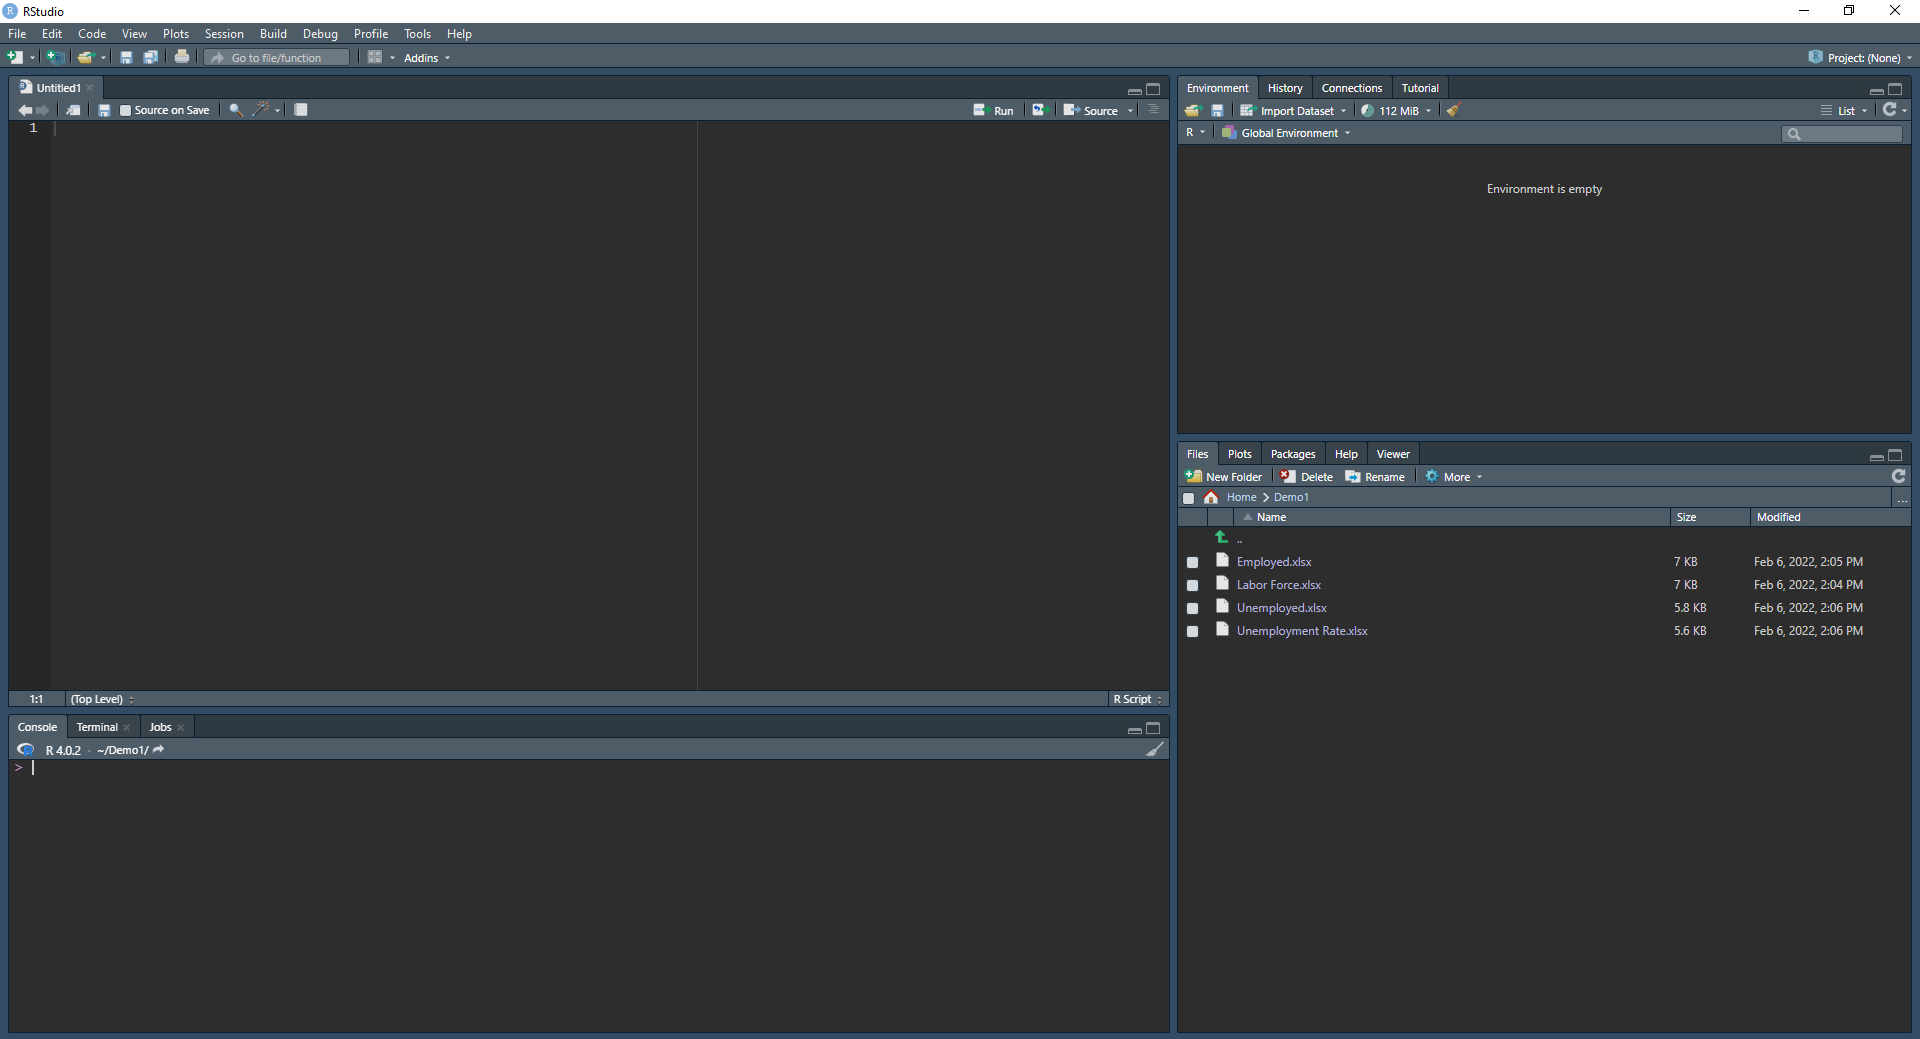 RStudio
File Edit Code View Plots Session Build Debug Profile Tools Help
Go to file/function Addins Project: (None)
Untitled1
Source on Save Run Source
1
1:1 (Top Level) R Script
Console Terminal Jobs
R 4.0.2 · ~/Demo1/
>
Environment History Connections Tutorial
Import Dataset 112 MiB List
R Global Environment
Environment is empty
Files Plots Packages Help Viewer
New Folder Delete Rename More
Home Demo1 ...
Name Size Modified
..
Employed.xlsx 7 KB Feb 6, 2022, 2:05 PM
Labor Force.xlsx 7 KB Feb 6, 2022, 2:04 PM
Unemployed.xlsx 5.8 KB Feb 6, 2022, 2:06 PM
Unemployment Rate.xlsx 5.6 KB Feb 6, 2022, 2:06 PM